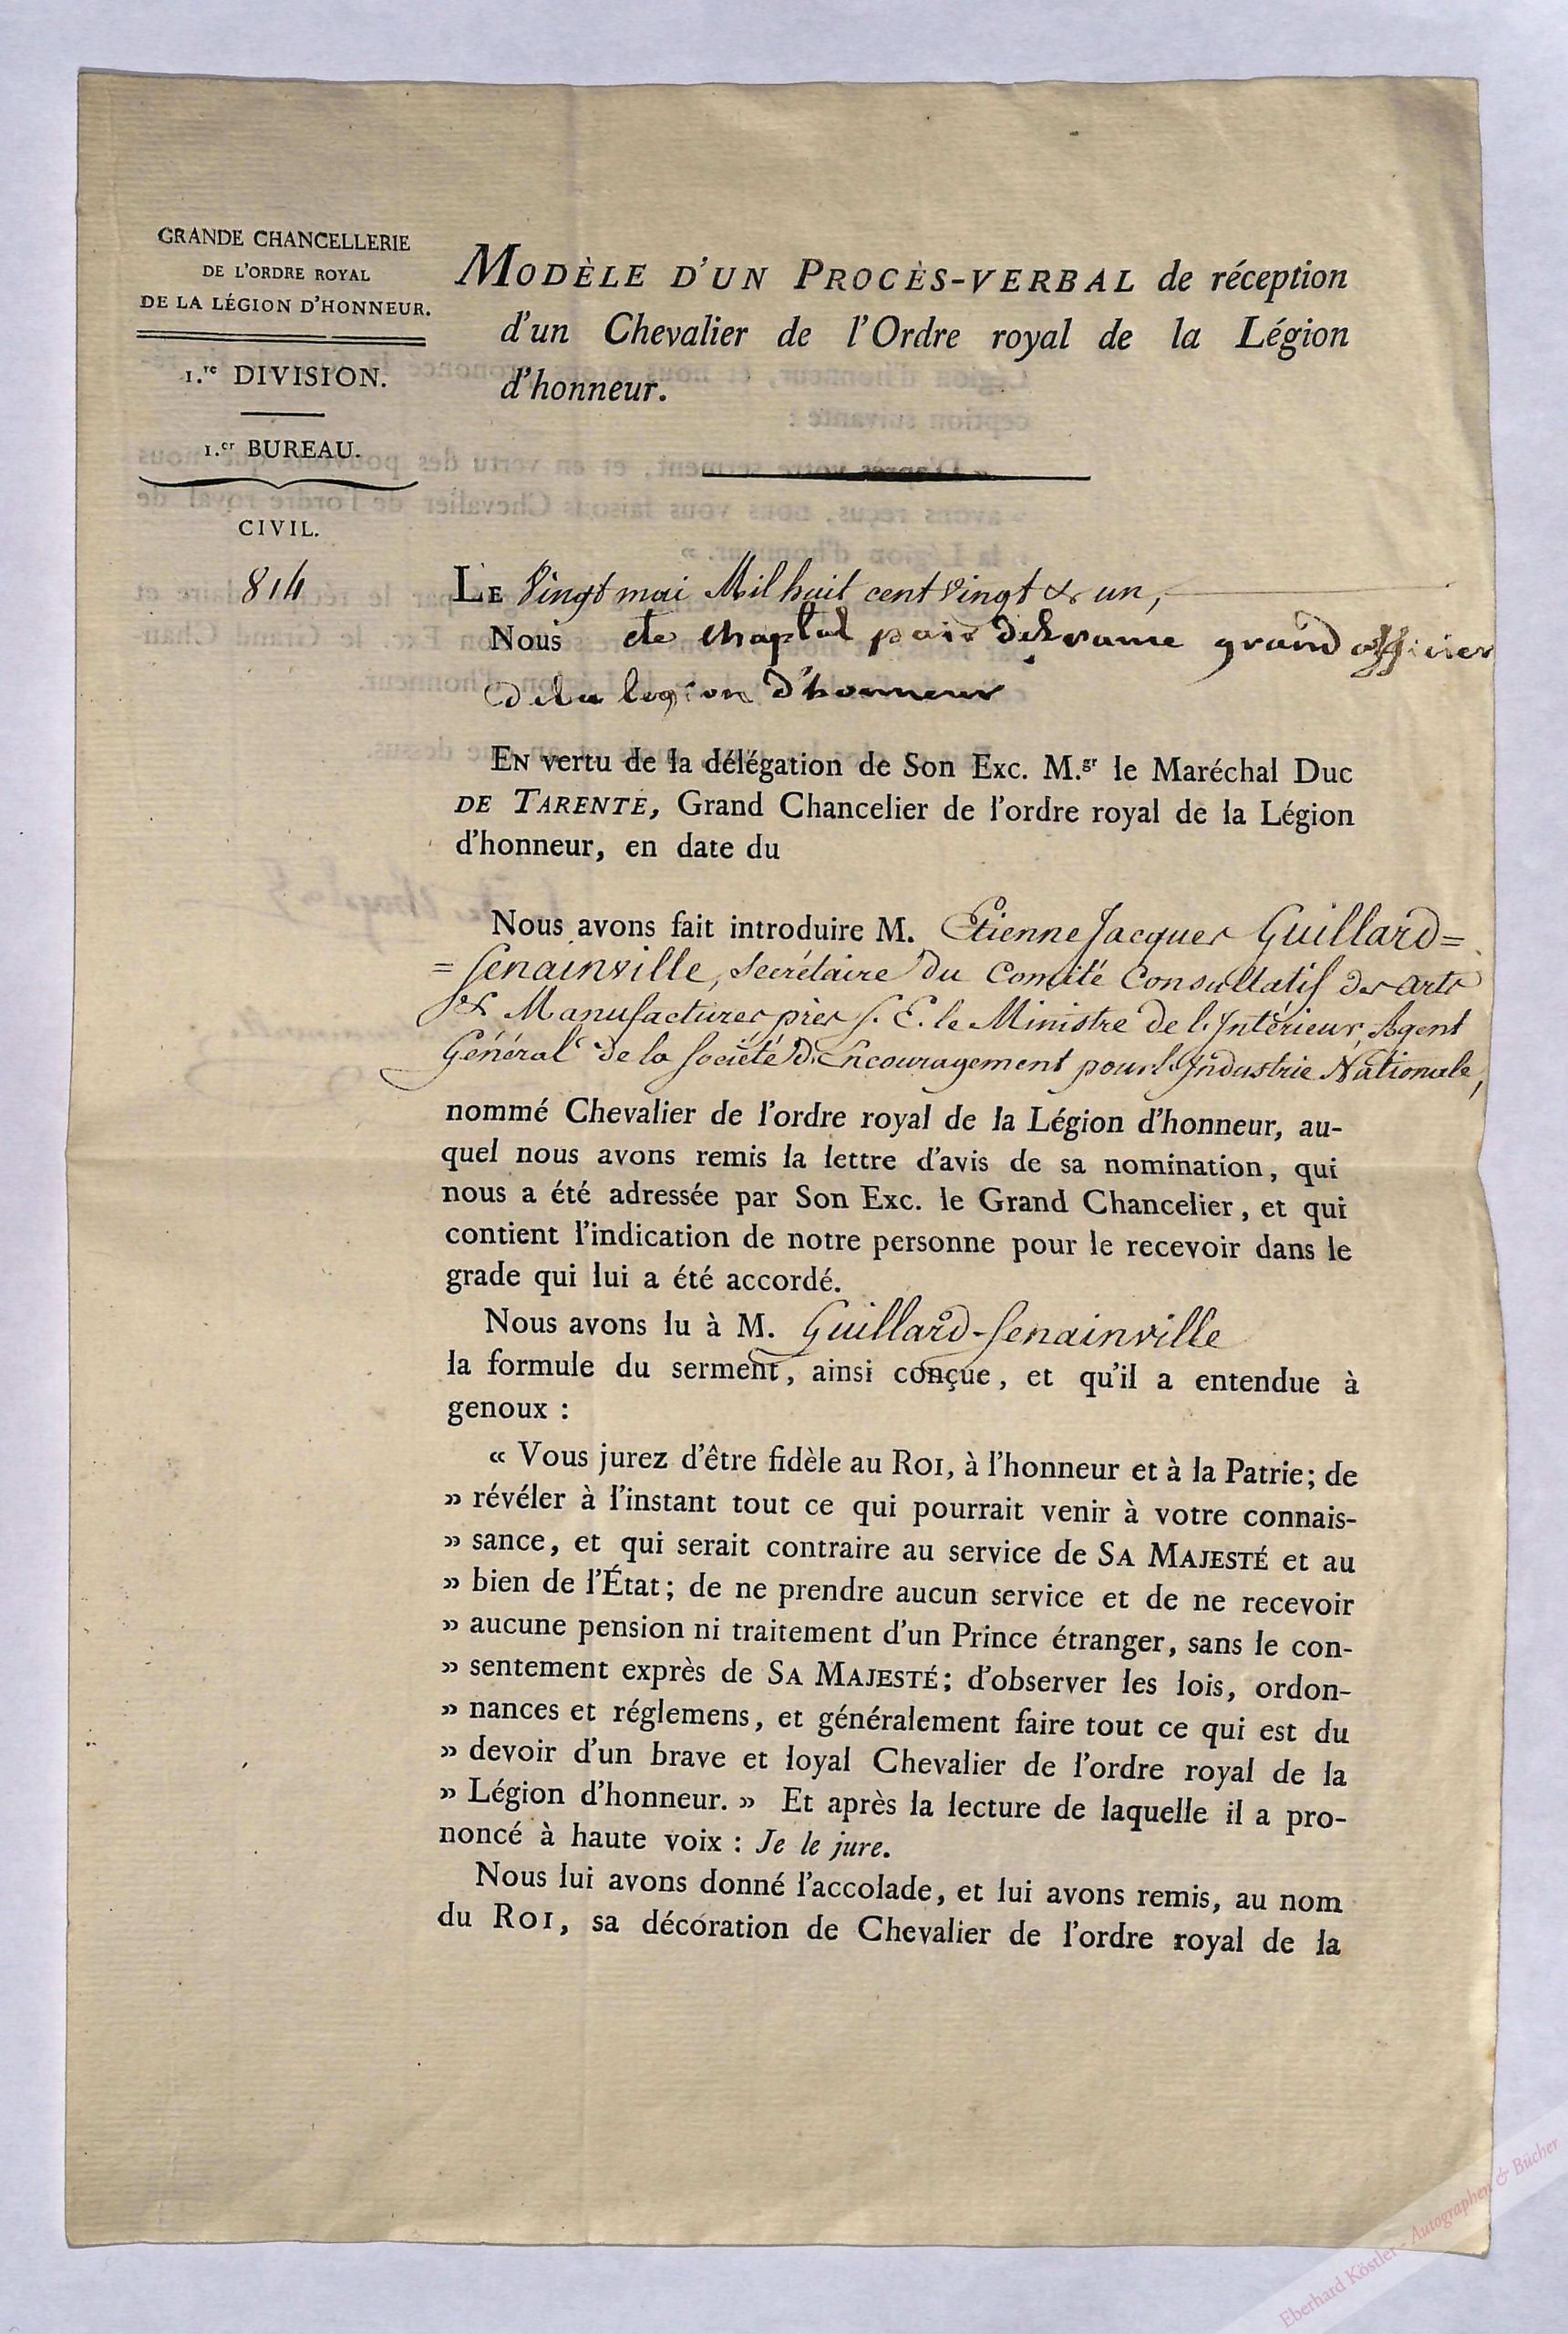 GRANDE CHANCELLERIE
DE L'ORDRE ROYAL
DE LA LÉGION D'HONNEUR.
1.re DIVISION.
1.er BUREAU.
CIVIL.
814
MODÈLE D'UN PROCÈS-VERBAL de réception
d'un Chevalier de l'Ordre royal de la Légion
d'honneur.
LE Vingt mai Mil huit cent vingt & un,
Nous cte chaptal pair de france grand officier
de la legion d'honneur
EN vertu de la délégation de Son Exc. M.gr le Maréchal Duc
DE TARENTE, Grand Chancelier de l'ordre royal de la Légion
d'honneur, en date du
Nous avons fait introduire M. Etienne Jacques Guillard=
=Senainville, Secrétaire du Comité Consultatif des arts
& Manufactures près S. E. le Ministre de l'Intérieur, Agent
Général de la Société d'Encouragement pour l'Industrie Nationale,
nommé Chevalier de l'ordre royal de la Légion d'honneur, au-
quel nous avons remis la lettre d'avis de sa nomination, qui
nous a été adressée par Son Exc. le Grand Chancelier, et qui
contient l'indication de notre personne pour le recevoir dans le
grade qui lui a été accordé.
Nous avons lu à M. Guillard-Senainville
la formule du serment, ainsi conçue, et qu'il a entendue à
genoux :
« Vous jurez d'être fidèle au ROI, à l'honneur et à la Patrie; de
» révéler à l'instant tout ce qui pourrait venir à votre connais-
» sance, et qui serait contraire au service de SA MAJESTÉ et au
» bien de l'État; de ne prendre aucun service et de ne recevoir
» aucune pension ni traitement d'un Prince étranger, sans le con-
» sentement exprès de SA MAJESTÉ; d'observer les lois, ordon-
» nances et réglemens, et généralement faire tout ce qui est du
» devoir d'un brave et loyal Chevalier de l'ordre royal de la
» Légion d'honneur. » Et après la lecture de laquelle il a pro-
noncé à haute voix : Je le jure.
Nous lui avons donné l'accolade, et lui avons remis, au nom
du ROI, sa décoration de Chevalier de l'ordre royal de la
Eberhard Köstler - Autographen & Bücher